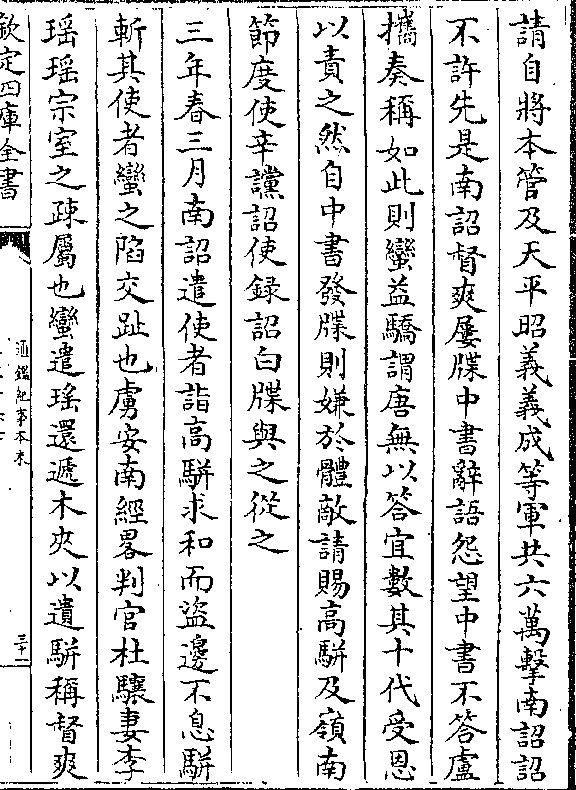 請自將本管及天平昭義義成等軍共六萬擊南詔詔
不許先是南詔督爽屢牒中書辭語怨望中書不答盧
攜奏稱如此則蠻益驕謂唐無以答宜數其十代受恩
以責之然自中書發牒則嫌於體敵請賜高駢及嶺南
節度使辛讜詔使録詔白牒與之從之
三年春三月南詔遣使者詣高駢求和而盜邊不息駢
斬其使者蠻之陷交趾也虜安南經畧判官杜驤妻李
瑶瑶宗室之疎屬也蠻遣瑶還遞木夾以遺駢稱督爽
欽定四庫全書
通鑑紀事本末
三十一